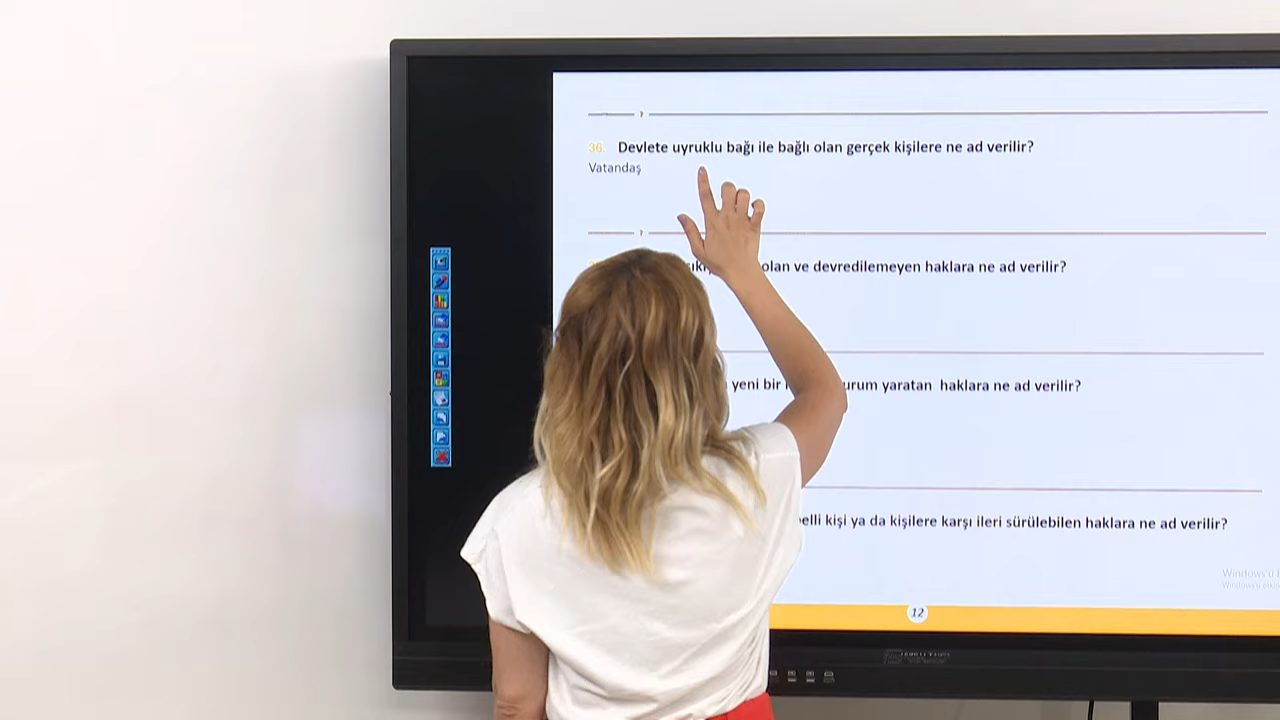 36. Devlete uyruklu bağı ile bağlı olan gerçek kişilere ne ad verilir?
Vatandaş
olan ve devredilemeyen haklara ne ad verilir?
yeni bir yaratan haklara ne ad verilir?
kişi ya da kişilere karşı ileri sürülebilen haklara ne ad verilir?
Windows'u
12